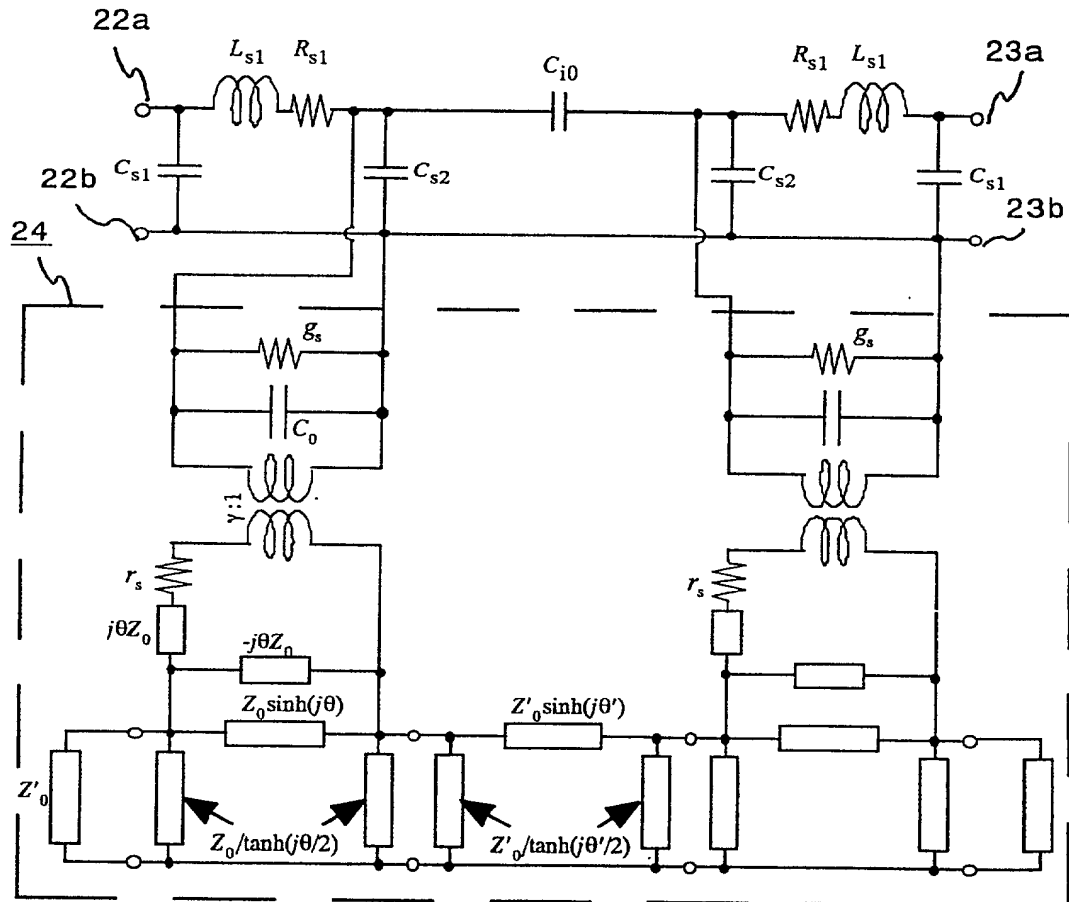 22a
L_s1
R_s1
C_i0
R_s1
L_s1
23a
C_s1
C_s2
C_s2
C_s1
22b
23b
24
g_s
g_s
C_0
γ:1
r_s
r_s
jθZ_0
-jθZ_0
Z_0sinh(jθ)
Z'_0sinh(jθ')
Z'_0
Z_0/tanh(jθ/2)
Z'_0/tanh(jθ'/2)